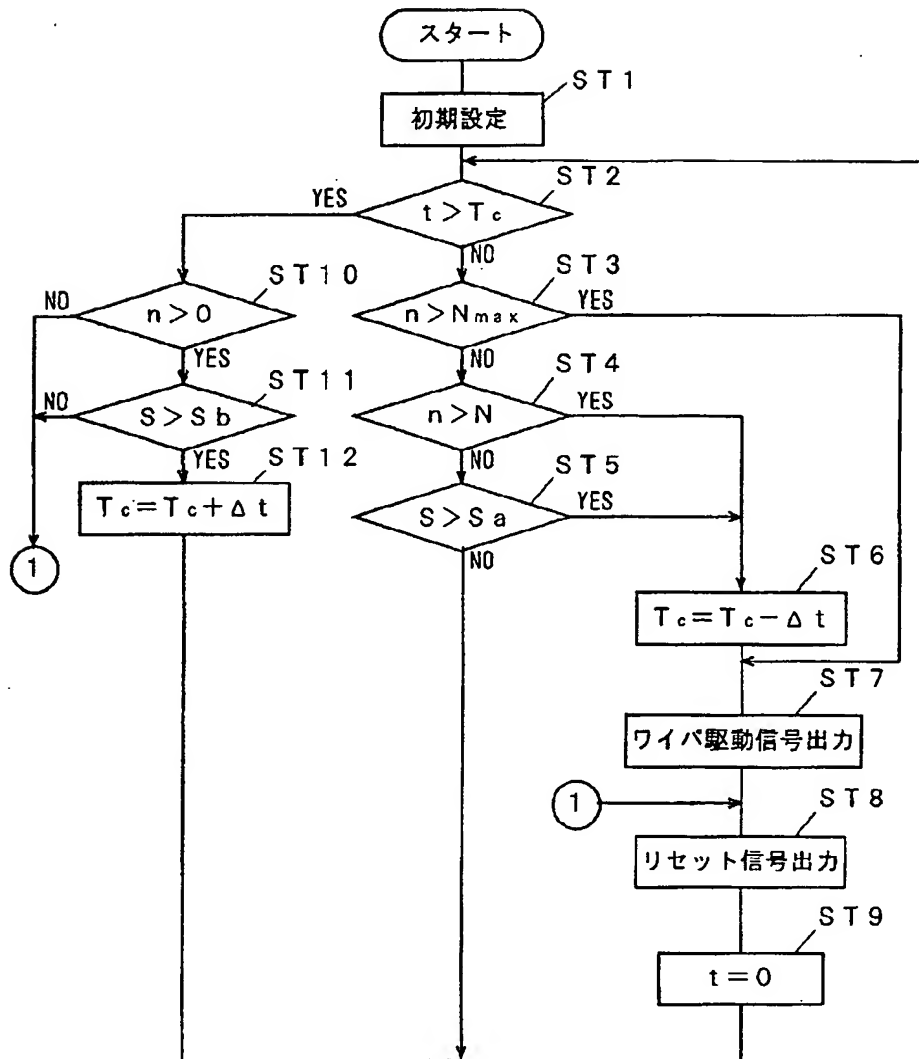 スタート
ST1
初期設定
ST2
YES
t>Tc
NO
ST10
ST3
NO
n>0
n>Nmax
YES
YES
NO
ST11
ST4
NO
S>Sb
n>N
YES
YES
NO
ST12
ST5
Tc=Tc+Δt
S>Sa
YES
NO
1
ST6
Tc=Tc-Δt
ST7
ワイパ駆動信号出力
1
ST8
リセット信号出力
ST9
t=0